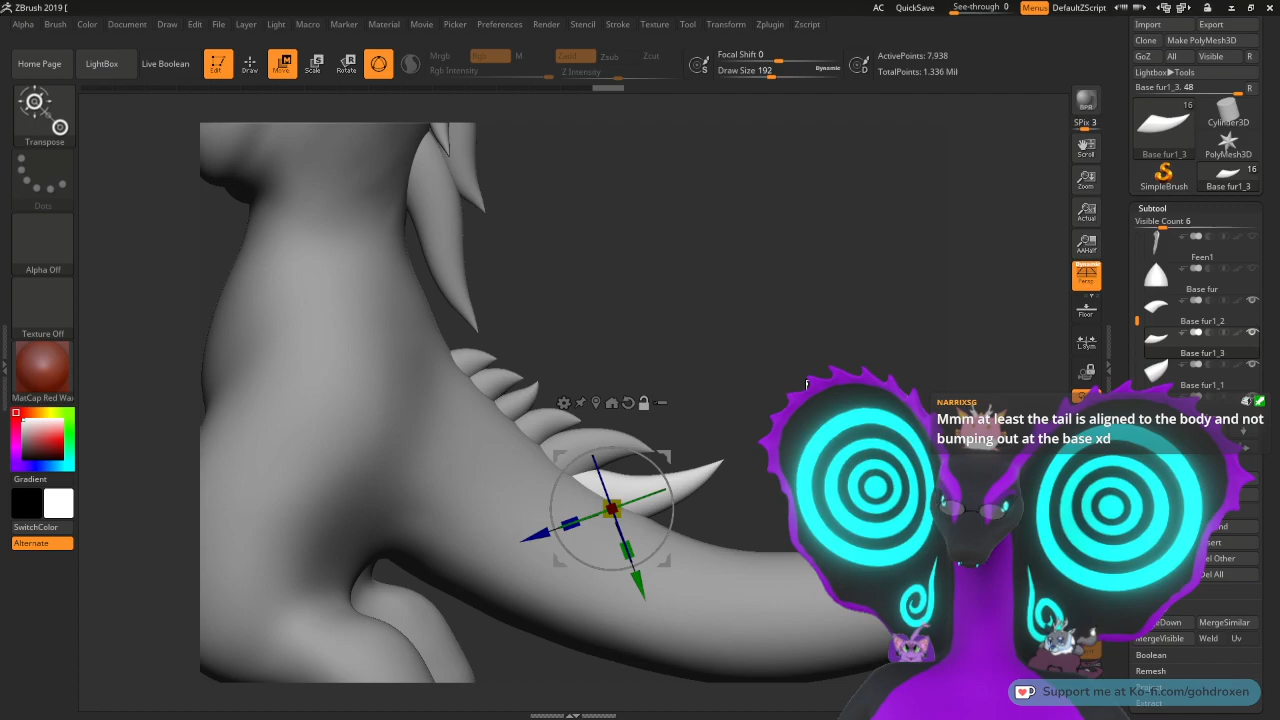 ZBrush 2019 [
AC
QuickSave
See-through 0
Menus
DefaultZScript
Alpha Brush Color Document Draw Edit File Layer Light Macro Marker Material Movie Picker Preferences Render Stencil Stroke Texture Tool Transform Zplugin Zscript
Home Page
LightBox
Live Boolean
Edit
Draw
Move
Scale
Rotate
Mrgb
Rgb
M
Rgb Intensity
Zadd
Zsub
Zcut
Z Intensity
Focal Shift 0
Draw Size 192
Dynamic
ActivePoints: 7,938
TotalPoints: 1.336 Mil
Import
Export
Clone
Make PolyMesh3D
GoZ
All
Visible
R
Lightbox▶Tools
Base fur1_3. 48
R
16
Base fur1_3
Cylinder3D
PolyMesh3D
SimpleBrush
16
Base fur1_3
Subtool
Visible Count 6
Feen1
Base fur
Base fur1_2
Base fur1_3
Base fur1_1
BPR
SPix 3
Scroll
Zoom
Actual
AAHalf
Dynamic
Persp
Floor
L.Sym
Transpose
Dots
Alpha Off
Texture Off
MatCap Red Wax
Gradient
SwitchColor
Alternate
NARRIXSG
Mmm at least the tail is aligned to the body and not
bumping out at the base xd
Del Other
Del All
MergeSimilar
MergeVisible
Weld
Uv
Boolean
Remesh
Extract
Support me at Ko-fi.com/gohdroxen